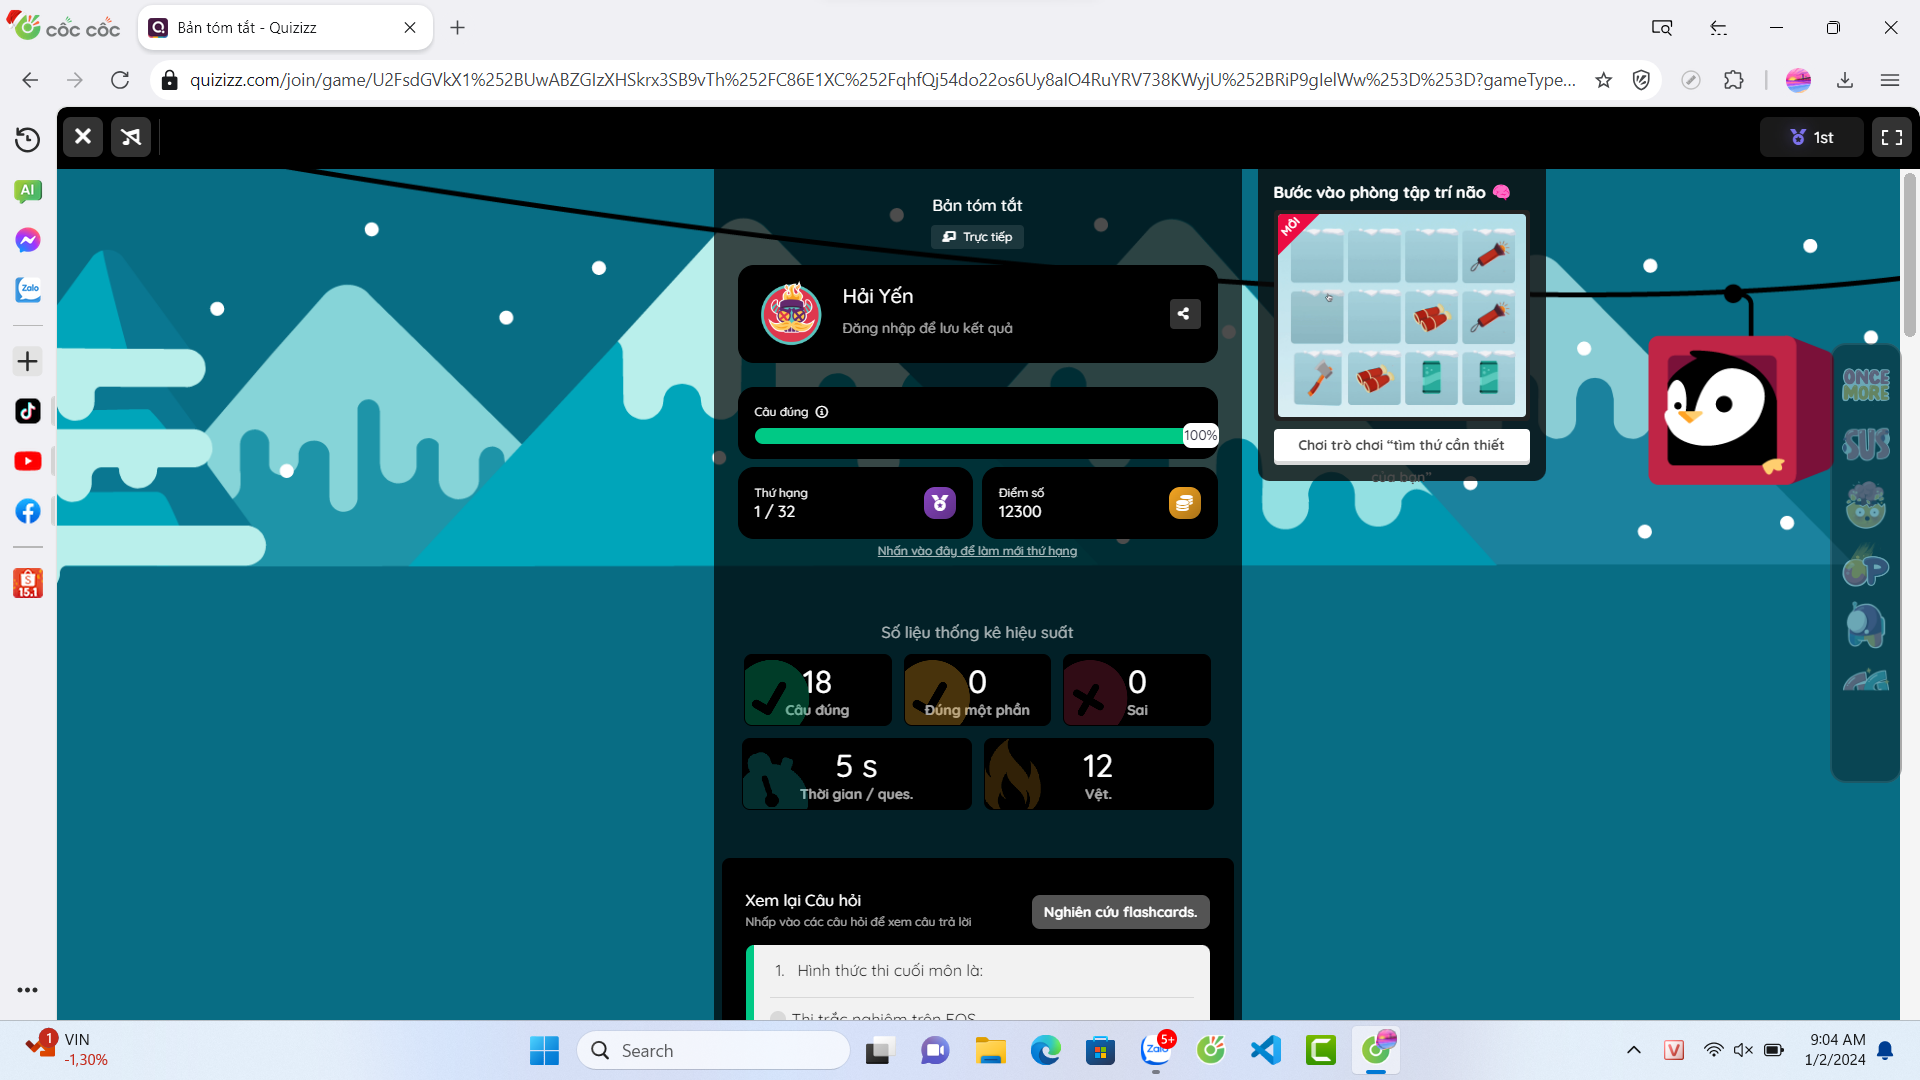 cốc cốc
Bản tóm tắt - Quizizz
quizizz.com/join/game/U2FsdGVkX1%252BUwABZGIzXHSkrx3SB9vTh%252FC86E1XC%252FqhfQj54do22os6Uy8aIO4RuYRV738KWyjU%252BRiP9gIelWw%253D%253D?gameType...
1st
AI
Zalo
15.1
Bản tóm tắt
Trực tiếp
Hải Yến
Đăng nhập để lưu kết quả
Câu đúng
100%
Thứ hạng
1 / 32
Điểm số
12300
Nhấn vào đây để làm mới thứ hạng
Số liệu thống kê hiệu suất
18
Câu đúng
0
Đúng một phần
0
Sai
5 s
Thời gian / ques.
12
Vệt.
Xem lại Câu hỏi
Nhấp vào các câu hỏi để xem câu trả lời
Nghiên cứu flashcards.
1. Hình thức thi cuối môn là:
Thi trắc nghiệm trên EOS
Bước vào phòng tập trí não
MỚI
Chơi trò chơi “tìm thứ cần thiết
của bạn”
ONCE
MORE
SUS
OP
1
VIN
-1,30%
Search
Zalo
5+
V
9:04 AM
1/2/2024